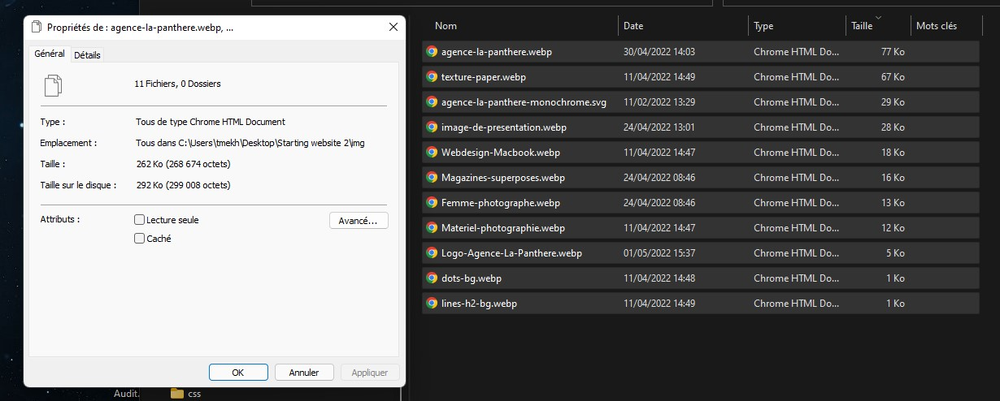 Propriétés de : agence-la-panthere.webp, ...
Général
Détails
11 Fichiers, 0 Dossiers
Type :
Tous de type Chrome HTML Document
Emplacement :
Tous dans C:\Users\tmekh\Desktop\Starting website 2\img
Taille :
262 Ko (268 674 octets)
Taille sur le disque :
292 Ko (299 008 octets)
Attributs :
Lecture seule
Avancé...
Caché
OK
Annuler
Appliquer
Audit.
css
Nom Date Type Taille Mots clés
agence-la-panthere.webp 30/04/2022 14:03 Chrome HTML Do... 77 Ko
texture-paper.webp 11/04/2022 14:49 Chrome HTML Do... 67 Ko
agence-la-panthere-monochrome.svg 11/02/2022 13:29 Chrome HTML Do... 29 Ko
image-de-presentation.webp 24/04/2022 13:01 Chrome HTML Do... 28 Ko
Webdesign-Macbook.webp 11/04/2022 14:47 Chrome HTML Do... 18 Ko
Magazines-superposes.webp 24/04/2022 08:46 Chrome HTML Do... 16 Ko
Femme-photographe.webp 24/04/2022 08:46 Chrome HTML Do... 13 Ko
Materiel-photographie.webp 11/04/2022 14:47 Chrome HTML Do... 12 Ko
Logo-Agence-La-Panthere.webp 01/05/2022 15:37 Chrome HTML Do... 5 Ko
dots-bg.webp 11/04/2022 14:48 Chrome HTML Do... 1 Ko
lines-h2-bg.webp 11/04/2022 14:49 Chrome HTML Do... 1 Ko